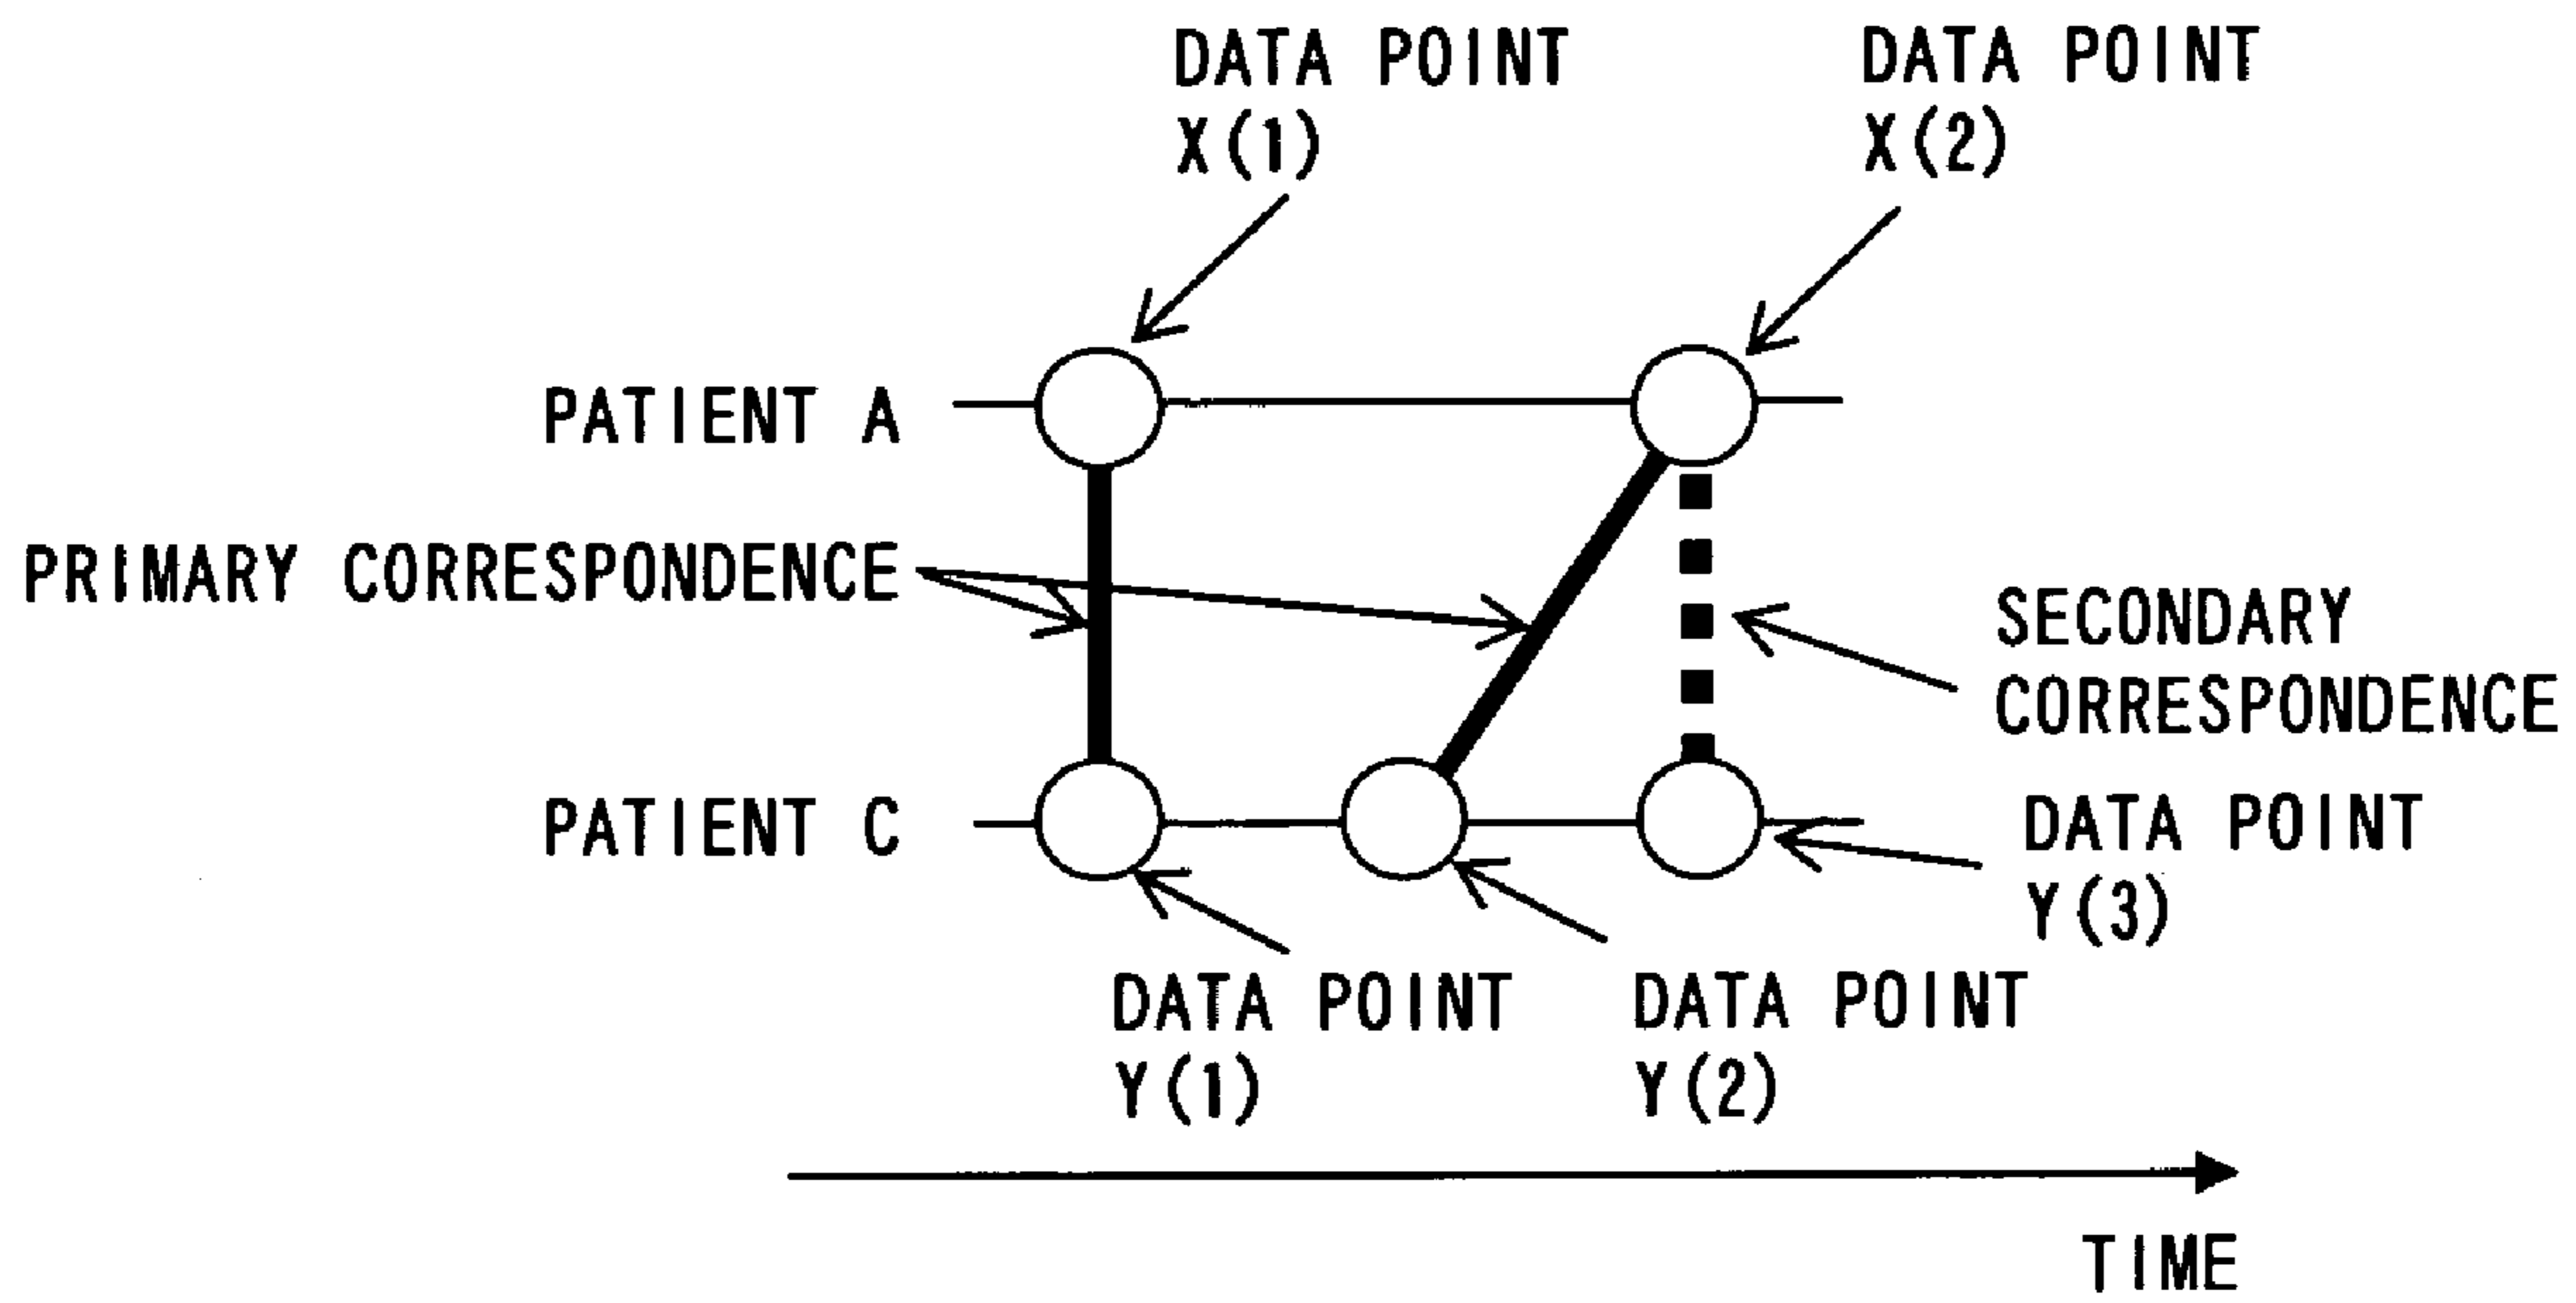 DATA POINT
X(1)
DATA POINT
X(2)
PATIENT A
PRIMARY CORRESPONDENCE
SECONDARY
CORRESPONDENCE
PATIENT C
DATA POINT
Y(3)
DATA POINT
Y(1)
DATA POINT
Y(2)
TIME